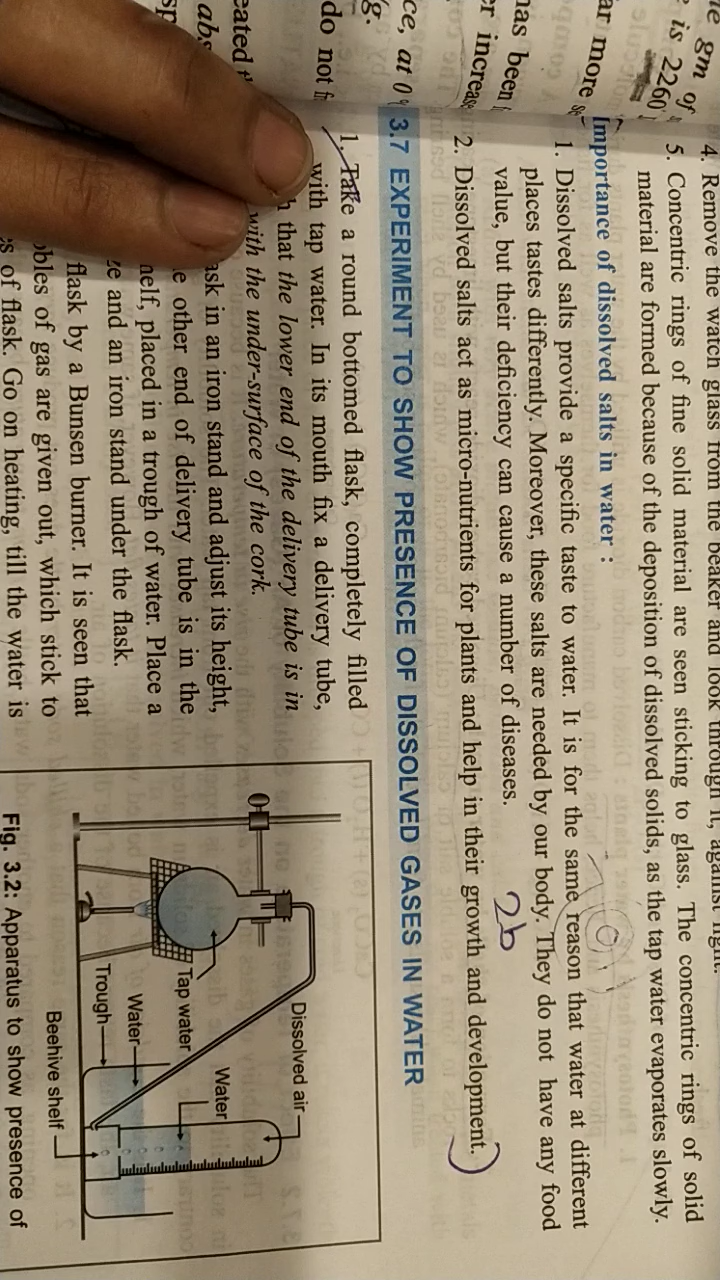 gm of
is 2260
ar more
has been
er increase
ce, at 0
g.
do not
eated
abs
4. Remove the watch glass from the beaker and look through it, against light.
5. Concentric rings of fine solid material are seen sticking to glass. The concentric rings of solid
material are formed because of the deposition of dissolved solids, as the tap water evaporates slowly.
Importance of dissolved salts in water :
1. Dissolved salts provide a specific taste to water. It is for the same reason that water at different
places tastes differently. Moreover, these salts are needed by our body. They do not have any food
value, but their deficiency can cause a number of diseases.
2b
2. Dissolved salts act as micro-nutrients for plants and help in their growth and development.
3.7 EXPERIMENT TO SHOW PRESENCE OF DISSOLVED GASES IN WATER
1. Take a round bottomed flask, completely filled
with tap water. In its mouth fix a delivery tube,
h that the lower end of the delivery tube is in
with the under-surface of the cork.
ask in an iron stand and adjust its height,
e other end of delivery tube is in the
helf, placed in a trough of water. Place a
ze and an iron stand under the flask.
flask by a Bunsen burner. It is seen that
bbles of gas are given out, which stick to
s of flask. Go on heating, till the water is
Dissolved air
Water
Tap water
Water
Trough
Beehive shelf
Fig. 3.2: Apparatus to show presence of